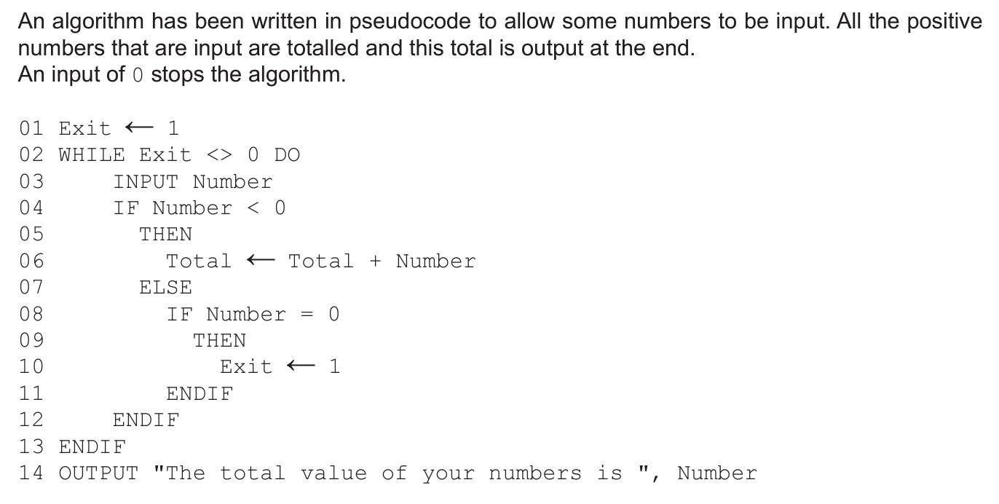 An algorithm has been written in pseudocode to allow some numbers to be input. All the positive
numbers that are input are totalled and this total is output at the end.
An input of 0 stops the algorithm.
01 Exit ← 1
02 WHILE Exit <> 0 DO
03 INPUT Number
04 IF Number < 0
05 THEN
06 Total ← Total + Number
07 ELSE
08 IF Number = 0
09 THEN
10 Exit ← 1
11 ENDIF
12 ENDIF
13 ENDIF
14 OUTPUT "The total value of your numbers is ", Number